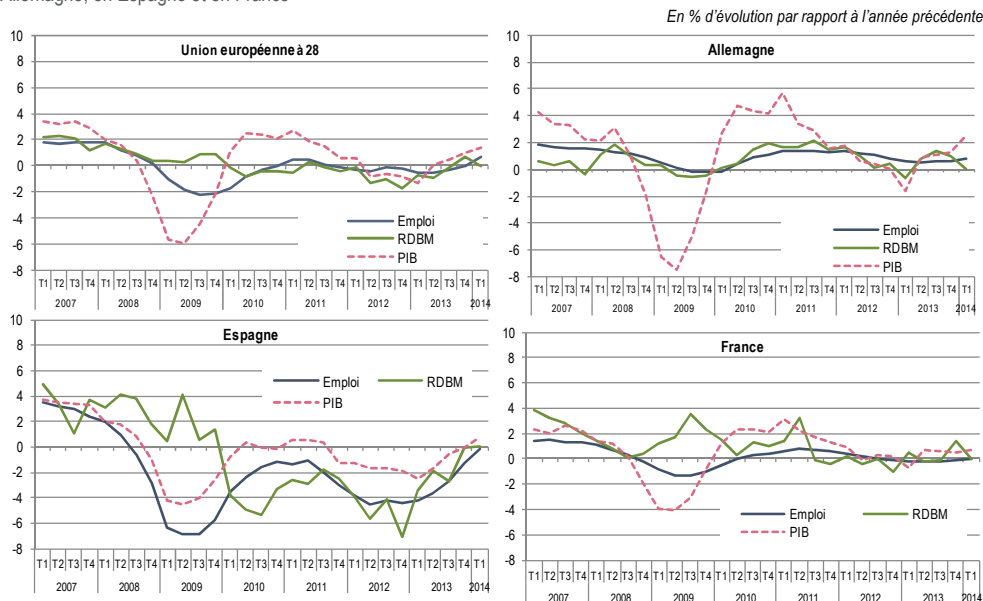 Allemagne, en Espagne et en France
En % d'évolution par rapport à l'année précédente
Union européenne à 28
10
8
6
4
2
0
-2
-4
-6
-8
Emploi
RDBM
PIB
T1 T2 T3 T4 T1 T2 T3 T4 T1 T2 T3 T4 T1 T2 T3 T4 T1 T2 T3 T4 T1 T2 T3 T4 T1 T2 T3 T4 T1
2007 2008 2009 2010 2011 2012 2013 2014
Allemagne
10
8
6
4
2
0
-2
-4
-6
-8
Emploi
RDBM
PIB
T1 T2 T3 T4 T1 T2 T3 T4 T1 T2 T3 T4 T1 T2 T3 T4 T1 T2 T3 T4 T1 T2 T3 T4 T1 T2 T3 T4 T1
2007 2008 2009 2010 2011 2012 2013 2014
Espagne
10
8
6
4
2
0
-2
-4
-6
-8
Emploi RDBM
PIB
T1 T2 T3 T4 T1 T2 T3 T4 T1 T2 T3 T4 T1 T2 T3 T4 T1 T2 T3 T4 T1 T2 T3 T4 T1 T2 T3 T4 T1
2007 2008 2009 2010 2011 2012 2013 2014
France
10
8
6
4
2
0
-2
-4
-6
-8
Emploi RDBM
PIB
T1 T2 T3 T4 T1 T2 T3 T4 T1 T2 T3 T4 T1 T2 T3 T4 T1 T2 T3 T4 T1 T2 T3 T4 T1 T2 T3 T4 T1
2007 2008 2009 2010 2011 2012 2013 2014